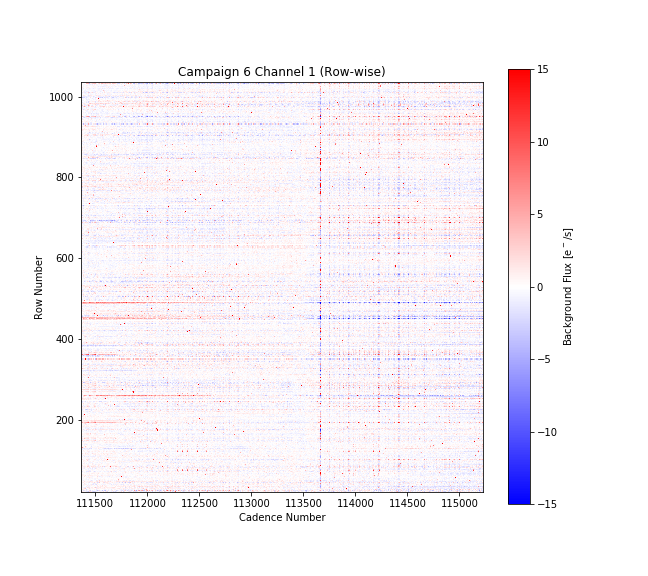 Campaign 6 Channel 1 (Row-wise)
1000
800
600
400
200
Row Number
111500 112000 112500 113000 113500 114000 114500 115000
Cadence Number
15
10
5
0
−5
−10
−15
Background Flux [e⁻/s]